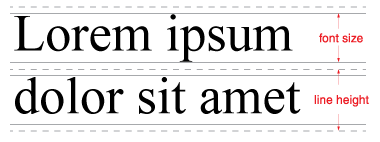 Lorem ipsum
font size
dolor sit amet
line height